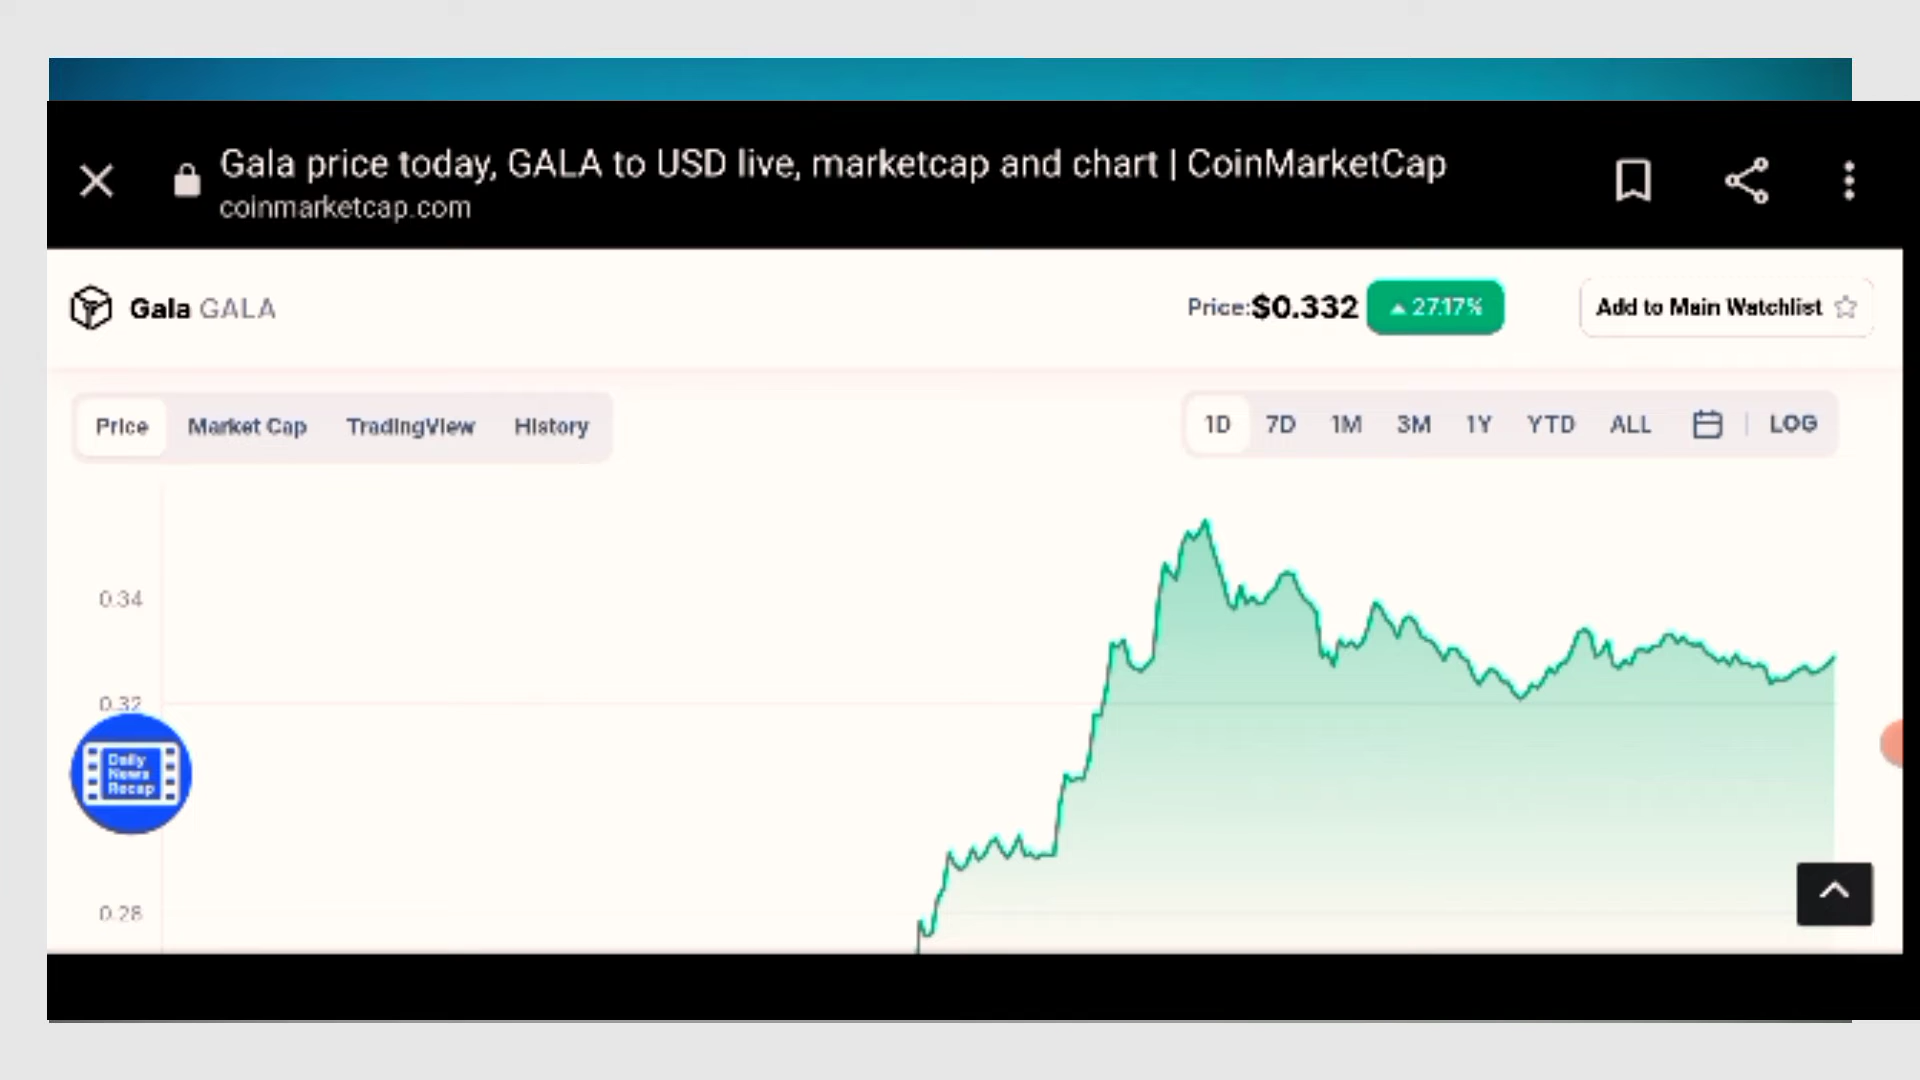 Gala price today, GALA to USD live, marketcap and chart | CoinMarketCap
coinmarketcap.com
Gala GALA
Price:$0.332
27.17%
Add to Main Watchlist
Price
Market Cap
TradingView
History
1D
7D
1M
3M
1Y
YTD
ALL
LOG
0.34
0.32
Daily
News
Recap
0.28